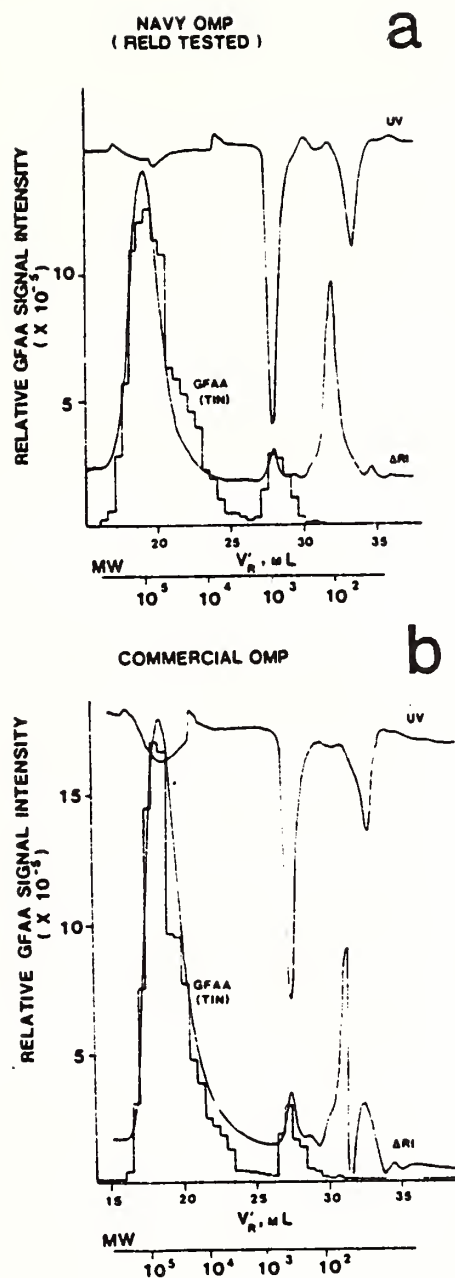 NAVY OMP
( FIELD TESTED )
a
UV
RELATIVE GFAA SIGNAL INTENSITY
( X 10⁻⁵ )
10
5
GFAA
(TIN)
ΔRI
20 25 30 35
V'R, mL
MW
10⁵ 10⁴ 10³ 10²
COMMERCIAL OMP
b
UV
RELATIVE GFAA SIGNAL INTENSITY
( X 10⁻⁵ )
15
10
5
GFAA
(TIN)
ΔRI
15 20 26 30 35
V'R, mL
MW
10⁵ 10⁴ 10³ 10²